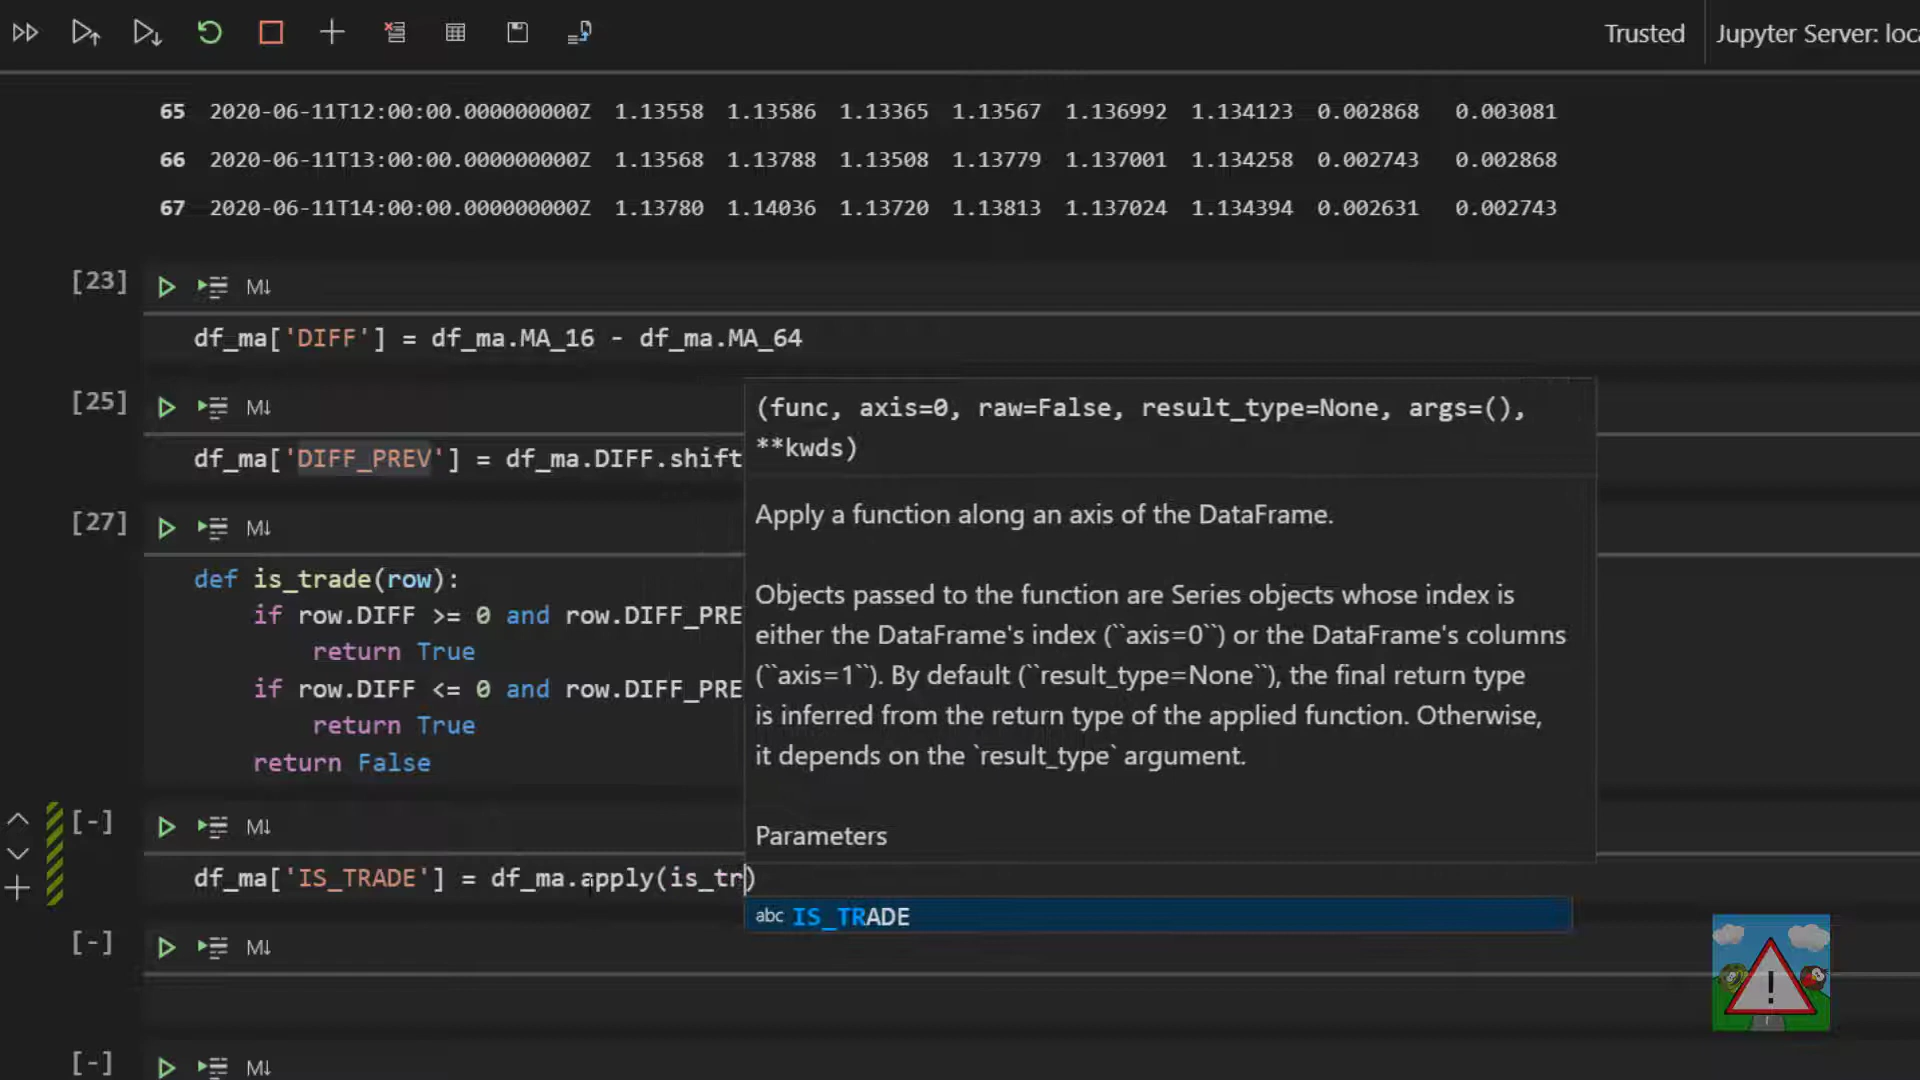 Trusted
Jupyter Server: loca
65 2020-06-11T12:00:00.000000000Z 1.13558 1.13586 1.13365 1.13567 1.136992 1.134123 0.002868 0.003081
66 2020-06-11T13:00:00.000000000Z 1.13568 1.13788 1.13508 1.13779 1.137001 1.134258 0.002743 0.002868
67 2020-06-11T14:00:00.000000000Z 1.13780 1.14036 1.13720 1.13813 1.137024 1.134394 0.002631 0.002743
[23] M↓
df_ma['DIFF'] = df_ma.MA_16 - df_ma.MA_64
[25] M↓
df_ma['DIFF_PREV'] = df_ma.DIFF.shift
[27] M↓
def is_trade(row):
if row.DIFF >= 0 and row.DIFF_PRE
return True
if row.DIFF <= 0 and row.DIFF_PRE
return True
return False
(func, axis=0, raw=False, result_type=None, args=(),
**kwds)
Apply a function along an axis of the DataFrame.
Objects passed to the function are Series objects whose index is
either the DataFrame's index (``axis=0``) or the DataFrame's columns
(``axis=1``). By default (``result_type=None``), the final return type
is inferred from the return type of the applied function. Otherwise,
it depends on the `result_type` argument.
Parameters
[-] M↓
df_ma['IS_TRADE'] = df_ma.apply(is_tr)
abc IS_TRADE
[-] M↓
[-] M↓